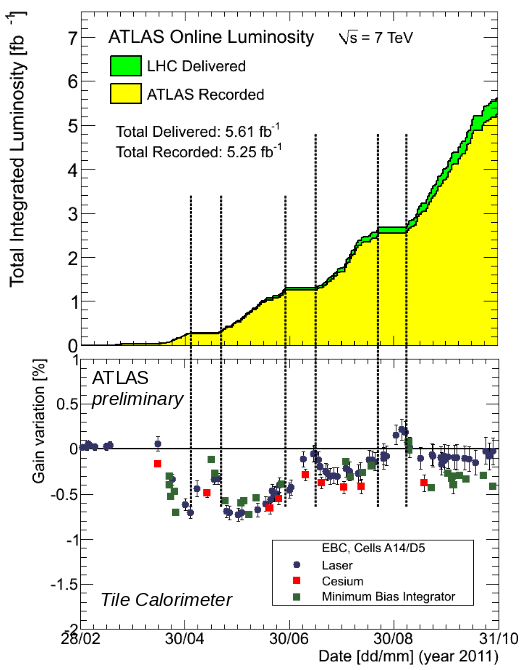 Total Integrated Luminosity [fb⁻¹]
7
6
5
4
3
2
1
0
ATLAS Online Luminosity √s = 7 TeV
LHC Delivered
ATLAS Recorded
Total Delivered: 5.61 fb⁻¹
Total Recorded: 5.25 fb⁻¹
Gain variation [%]
1
0.5
0
-0.5
-1
-1.5
-2
ATLAS
preliminary
EBC, Cells A14/D5
Laser
Cesium
Minimum Bias Integrator
Tile Calorimeter
28/02 30/04 30/06 30/08 31/10
Date [dd/mm] (year 2011)